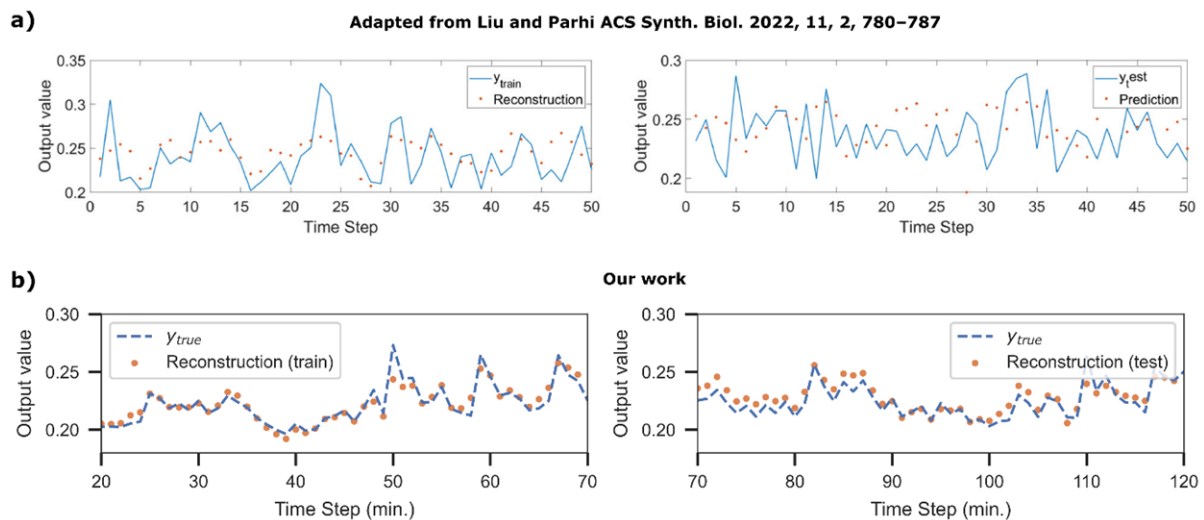 a)
Adapted from Liu and Parhi ACS Synth. Biol. 2022, 11, 2, 780–787
0.35
0.3
0.25
0.2
Output value
0 5 10 15 20 25 30 35 40 45 50
Time Step
y_train
Reconstruction
0.3
0.25
0.2
Output value
0 5 10 15 20 25 30 35 40 45 50
Time Step
y_test
Prediction
b)
Our work
0.30
0.25
0.20
Output value
20 30 40 50 60 70
Time Step (min.)
y_true
Reconstruction (train)
0.30
0.25
0.20
Output value
70 80 90 100 110 120
Time Step (min.)
y_true
Reconstruction (test)